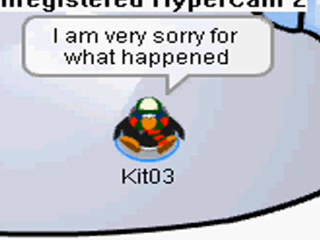 nregistered HyperCam 2
I am very sorry for
what happened
Kit03